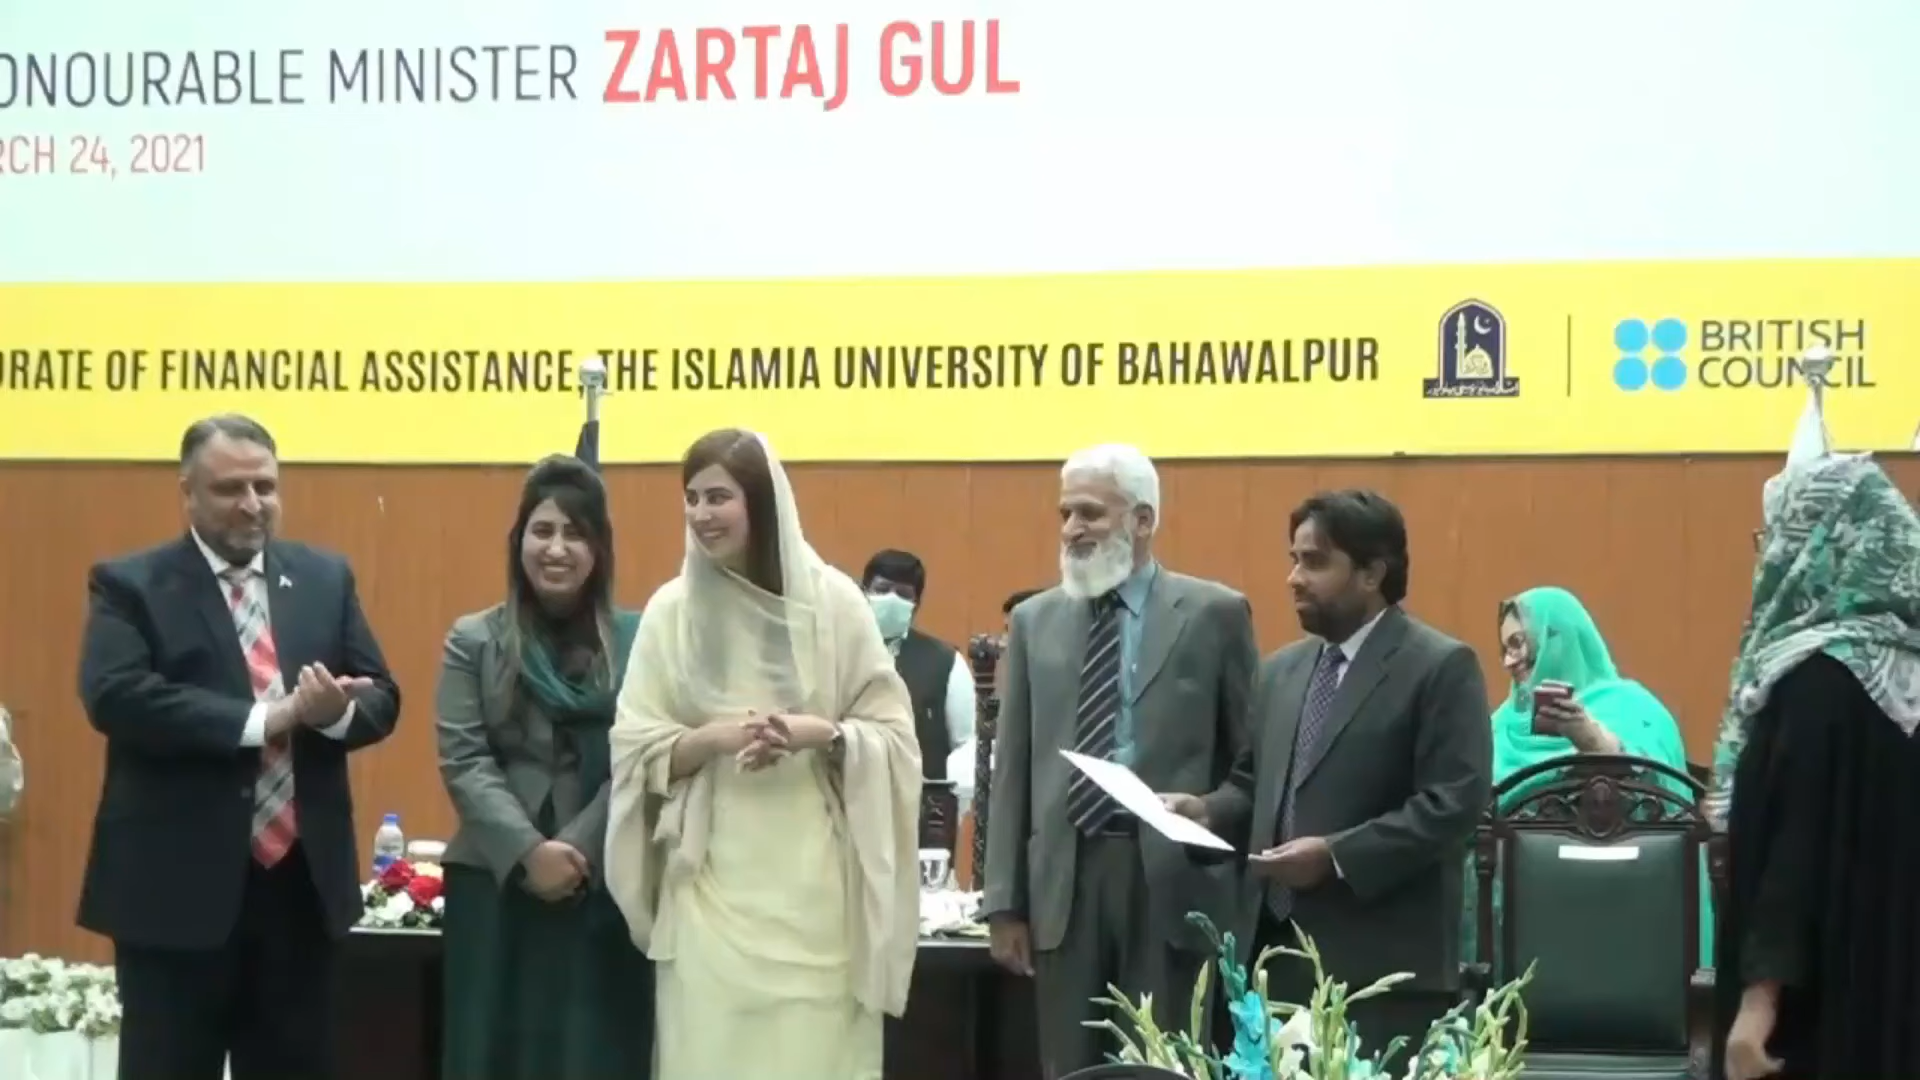 ONOURABLE MINISTER ZARTAJ GUL
RCH 24, 2021
ORATE OF FINANCIAL ASSISTANCE, THE ISLAMIA UNIVERSITY OF BAHAWALPUR
BRITISH
COUNCIL